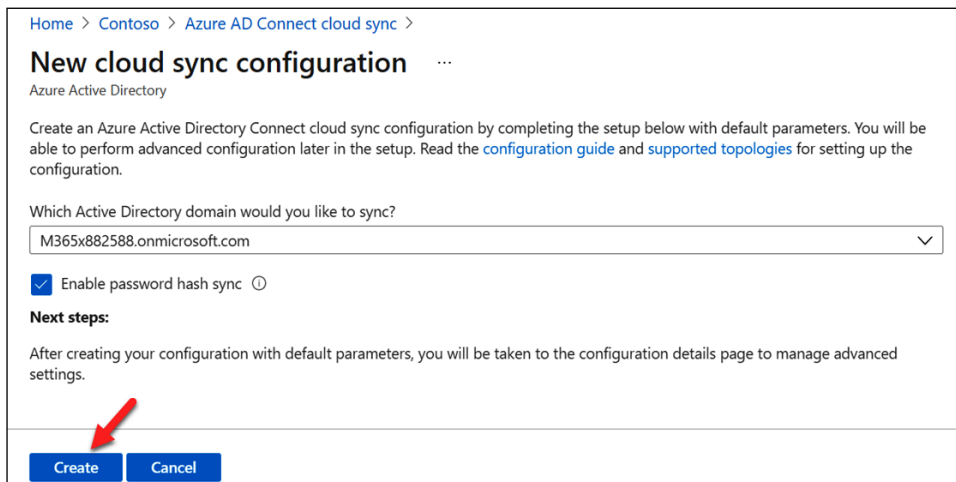 Home > Contoso > Azure AD Connect cloud sync >
New cloud sync configuration ...
Azure Active Directory
Create an Azure Active Directory Connect cloud sync configuration by completing the setup below with default parameters. You will be
able to perform advanced configuration later in the setup. Read the configuration guide and supported topologies for setting up the
configuration.
Which Active Directory domain would you like to sync?
M365x882588.onmicrosoft.com
Enable password hash sync
Next steps:
After creating your configuration with default parameters, you will be taken to the configuration details page to manage advanced
settings.
Create Cancel